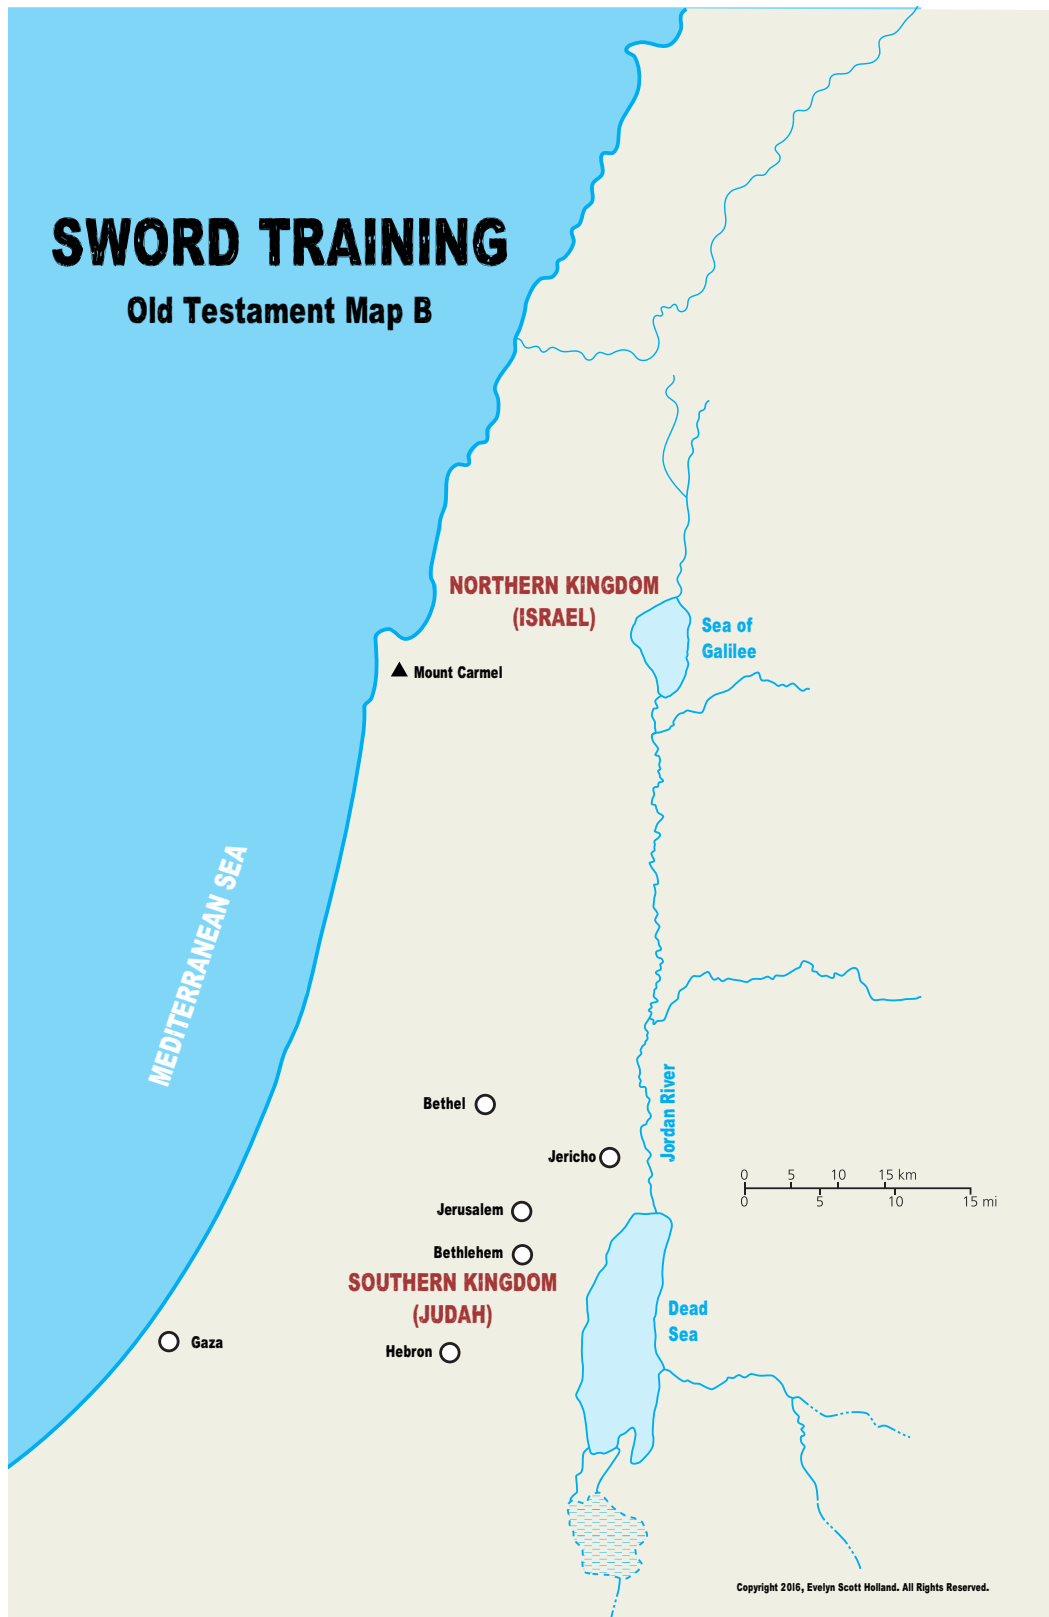 SWORD TRAINING
Old Testament Map B
NORTHERN KINGDOM
(ISRAEL)
Sea of
Galilee
Mount Carmel
MEDITERRANEAN SEA
Jordan River
Bethel
Jericho
0 5 10 15 km
0 5 10 15 mi
Jerusalem
Bethlehem
SOUTHERN KINGDOM
(JUDAH)
Dead
Sea
Gaza
Hebron
Copyright 2016, Evelyn Scott Holland. All Rights Reserved.